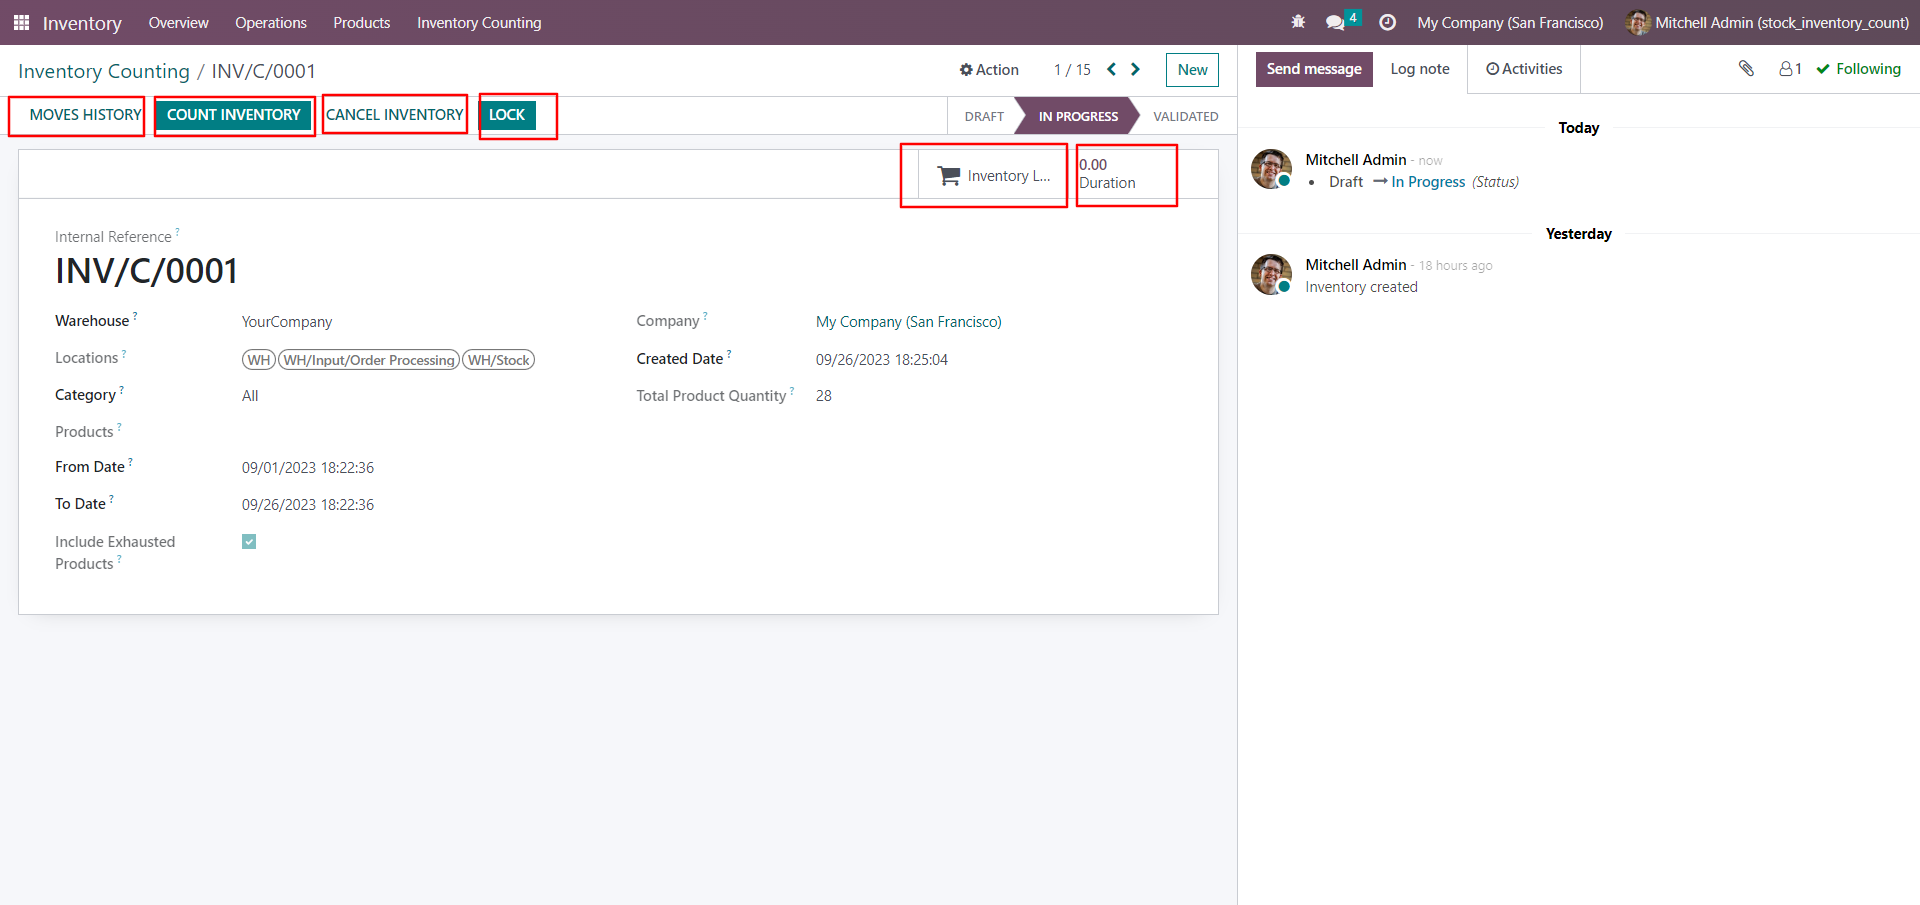 Inventory Overview Operations Products Inventory Counting 4 My Company (San Francisco) Mitchell Admin (stock_inventory_count)
Inventory Counting / INV/C/0001 Action 1 / 15 New
MOVES HISTORY COUNT INVENTORY CANCEL INVENTORY LOCK DRAFT IN PROGRESS VALIDATED
Inventory L... 0.00 Duration
Internal Reference ?
INV/C/0001
Warehouse ? YourCompany Company ? My Company (San Francisco)
Locations ? WH WH/Input/Order Processing WH/Stock Created Date ? 09/26/2023 18:25:04
Category ? All Total Product Quantity ? 28
Products ?
From Date ? 09/01/2023 18:22:36
To Date ? 09/26/2023 18:22:36
Include Exhausted
Products ?
Send message Log note Activities 1 Following
Today
Mitchell Admin - now
• Draft → In Progress (Status)
Yesterday
Mitchell Admin - 18 hours ago
Inventory created